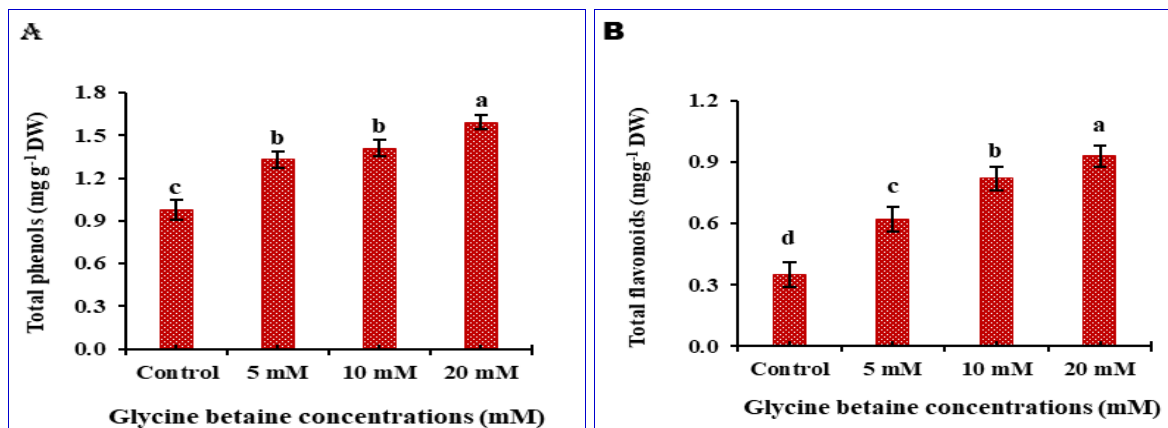 A
Total phenols (mg g⁻¹ DW)
1.8
1.5
1.2
0.9
0.6
0.3
0.0
c
b
b
a
Control 5 mM 10 mM 20 mM
Glycine betaine concentrations (mM)
B
Total flavonoids (mgg⁻¹ DW)
1.2
0.9
0.6
0.3
0.0
d
c
b
a
Control 5 mM 10 mM 20 mM
Glycine betaine concentrations (mM)